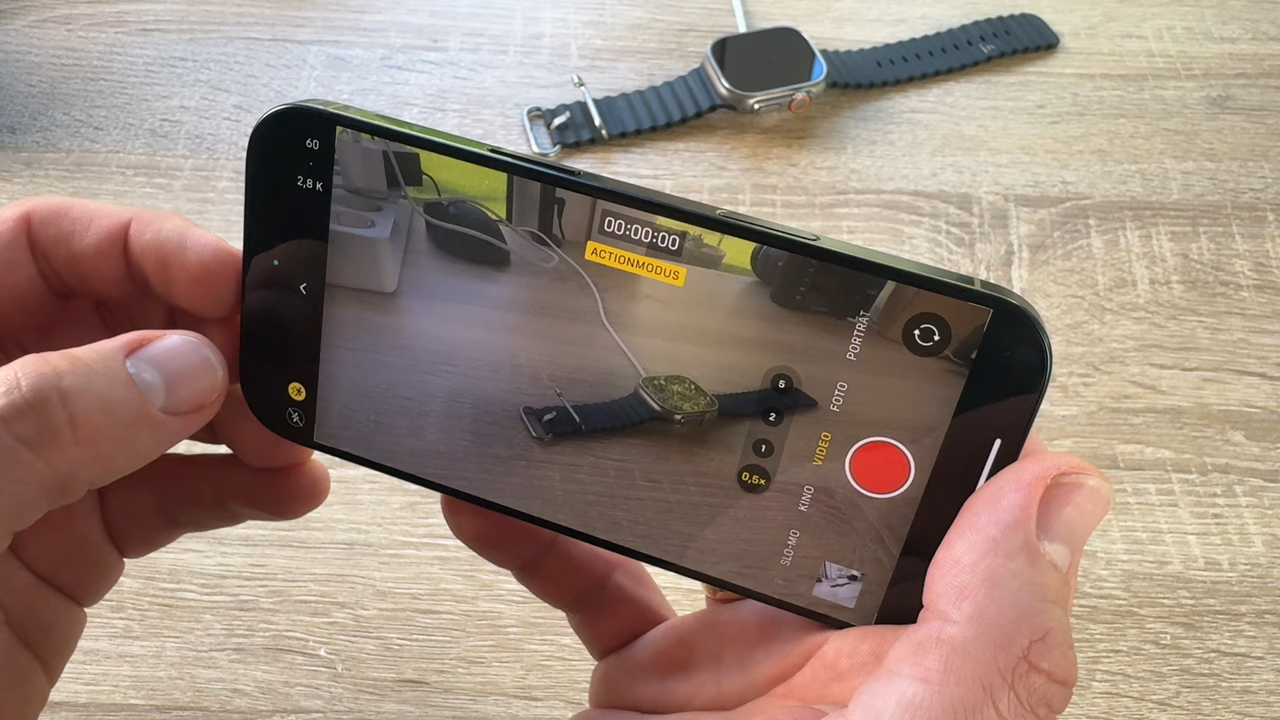 60
·
2,8 K
00:00:00
ACTIONMODUS
PORTRÄT
FOTO
VIDEO
KINO
SLO-MO
5
2
1
0,5×